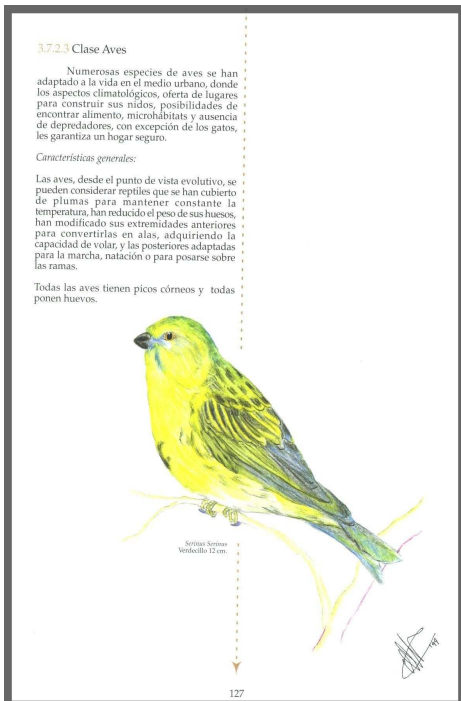 3.7.2.3 Clase Aves
Numerosas especies de aves se han
adaptado a la vida en el medio urbano, donde
los aspectos climatológicos, oferta de lugares
para construir sus nidos, posibilidades de
encontrar alimento, microhábitats y ausencia
de depredadores, con excepción de los gatos,
les garantiza un hogar seguro.
Características generales:
Las aves, desde el punto de vista evolutivo, se
pueden considerar reptiles que se han cubierto
de plumas para mantener constante la
temperatura, han reducido el peso de sus huesos,
han modificado sus extremidades anteriores
para convertirlas en alas, adquiriendo la
capacidad de volar, y las posteriores adaptadas
para la marcha, natación o para posarse sobre
las ramas.
Todas las aves tienen picos córneos y todas
ponen huevos.
Serinus Serinus
Verdecillo 12 cm.
127